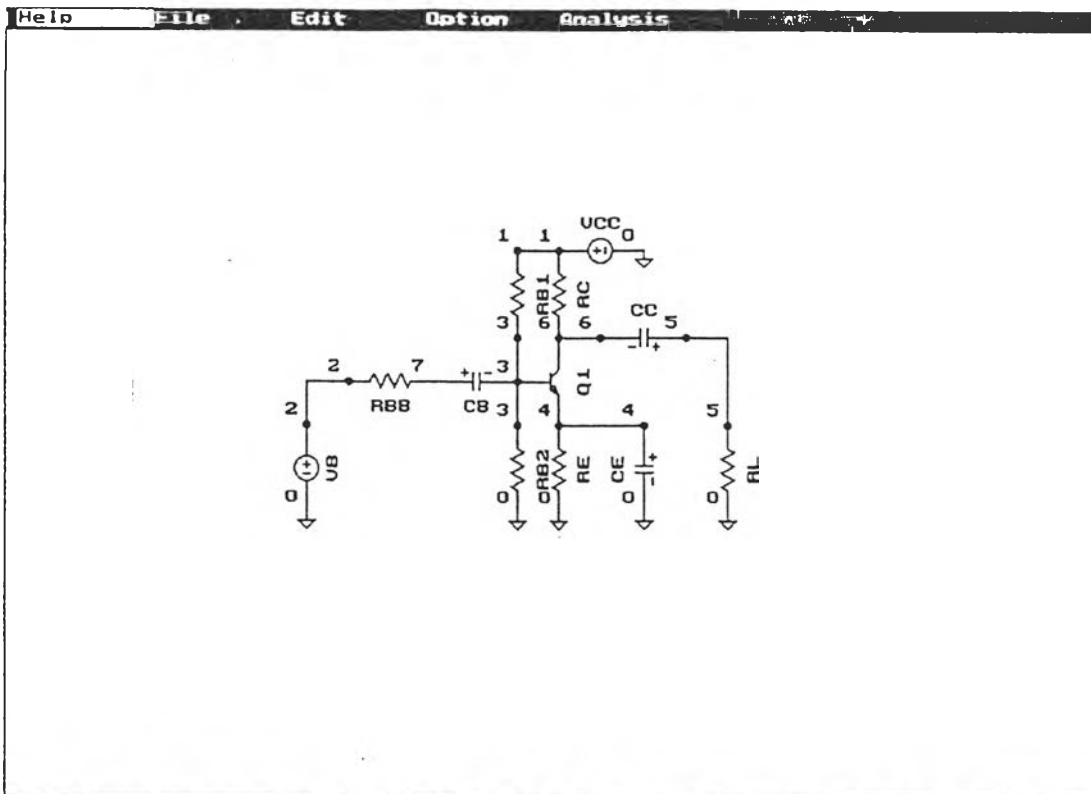 Help File . Edit Option Analysis
VCC
1 1 0
RB1 RC
CC
3 6 6 5
2 7 3
Q1
RBB CB 3 4 4 5
2
VB RB2 RE CE RL
0 0 0 0 0